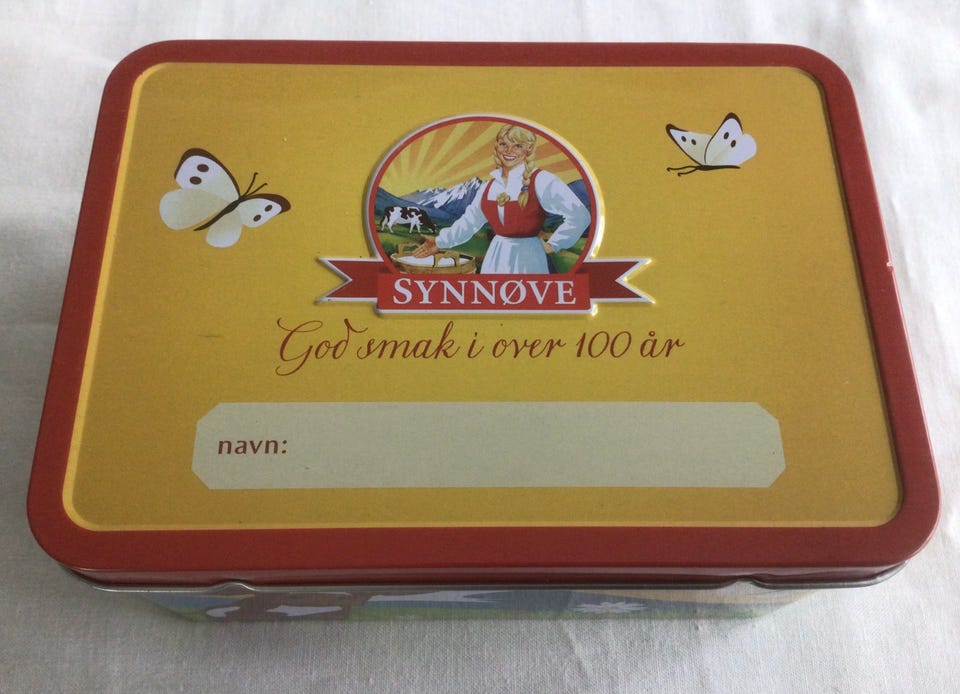 SYNNØVE
God smak i over 100 år
navn: